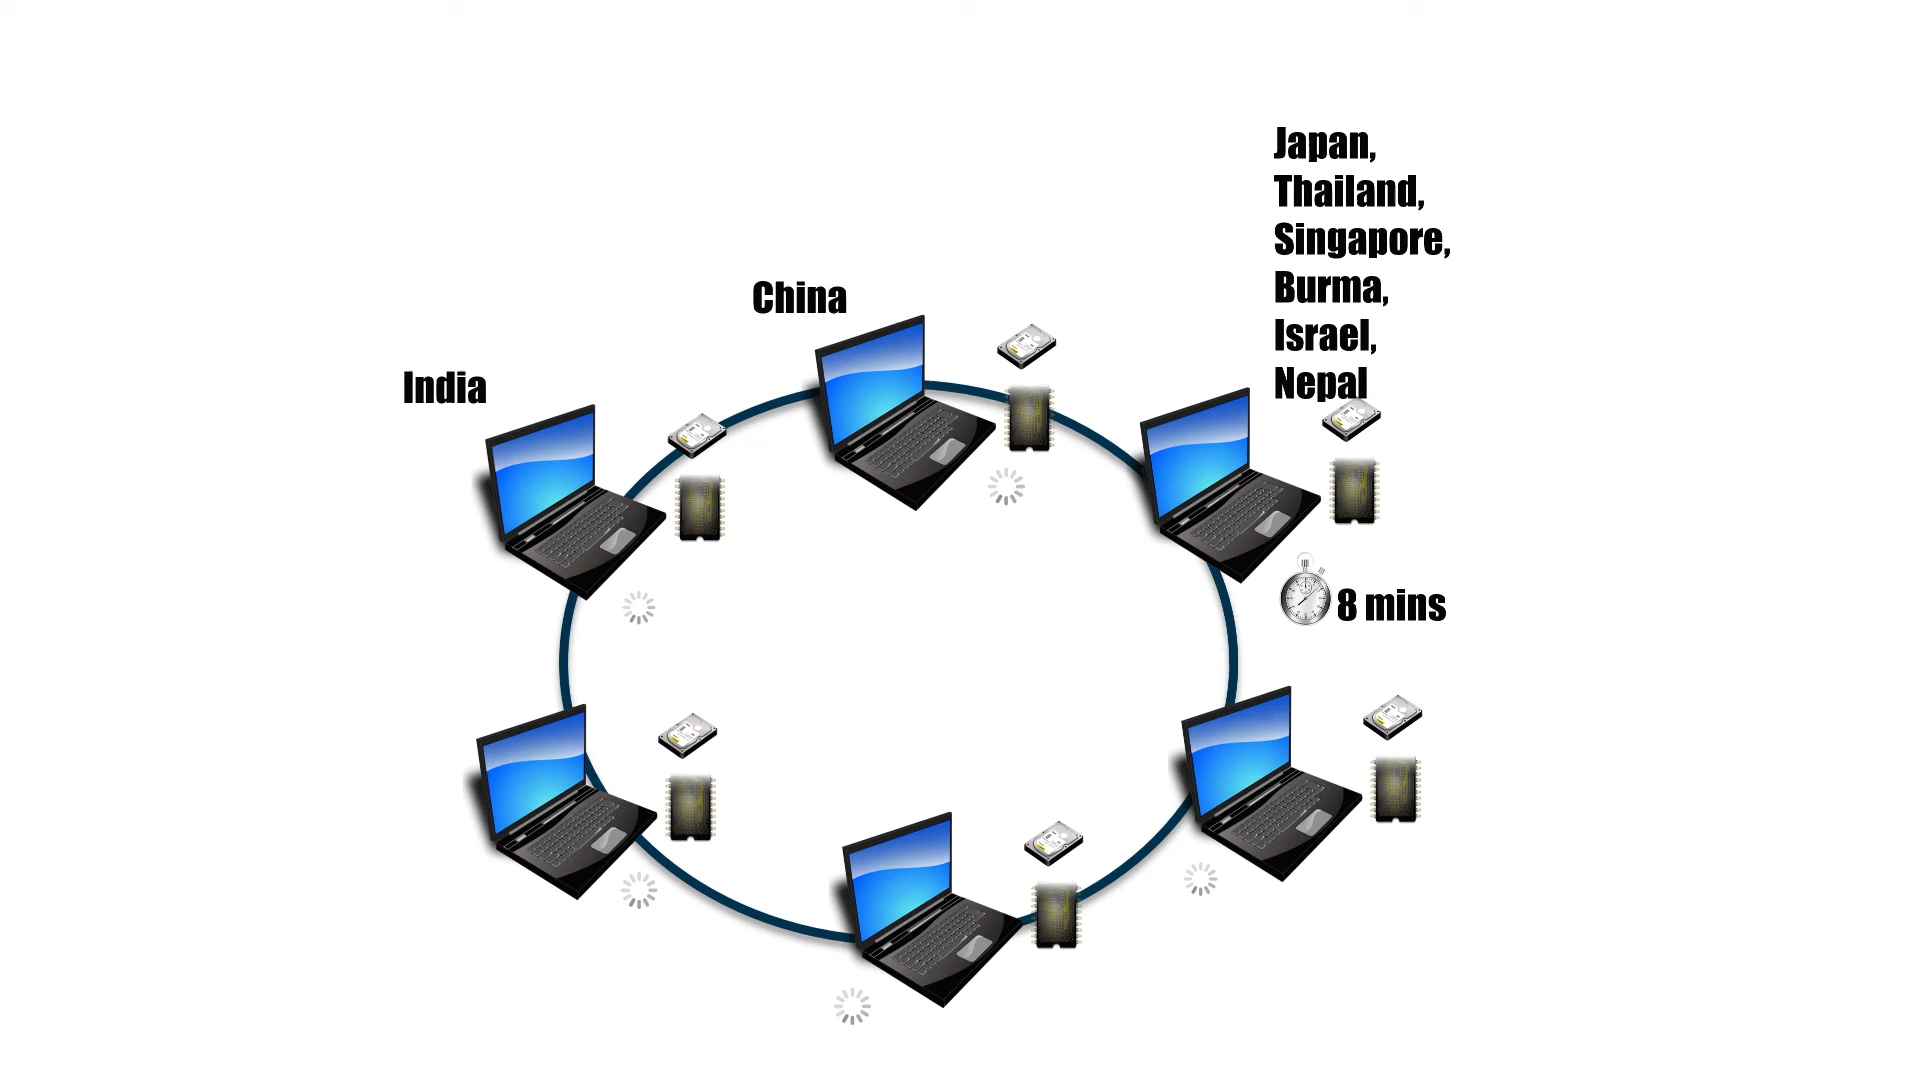 Japan,
Thailand,
Singapore,
Burma,
Israel,
Nepal
China
India
8 mins